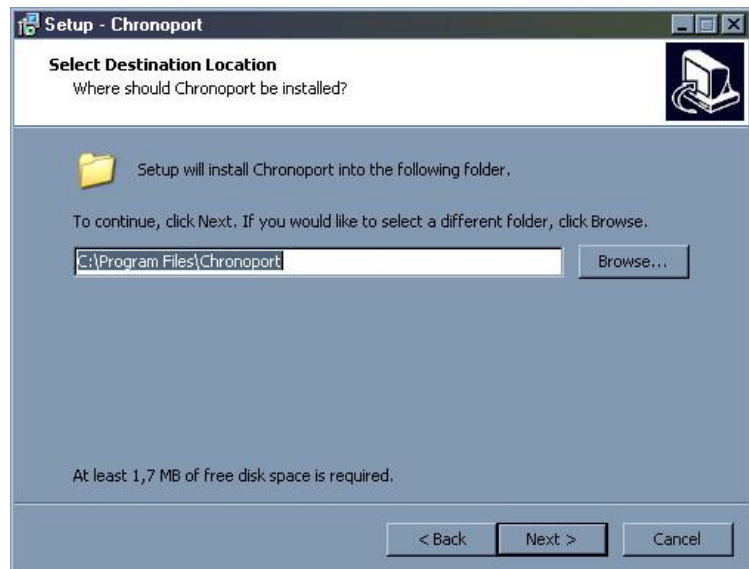 Setup - Chronoport
Select Destination Location
Where should Chronoport be installed?
Setup will install Chronoport into the following folder.
To continue, click Next. If you would like to select a different folder, click Browse.
C:\Program Files\Chronoport
Browse...
At least 1,7 MB of free disk space is required.
< Back
Next >
Cancel